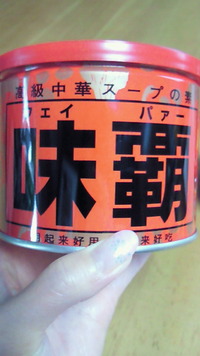 高級中華スープの素
ウェイ パァー
味覇
起来好用 来好吃